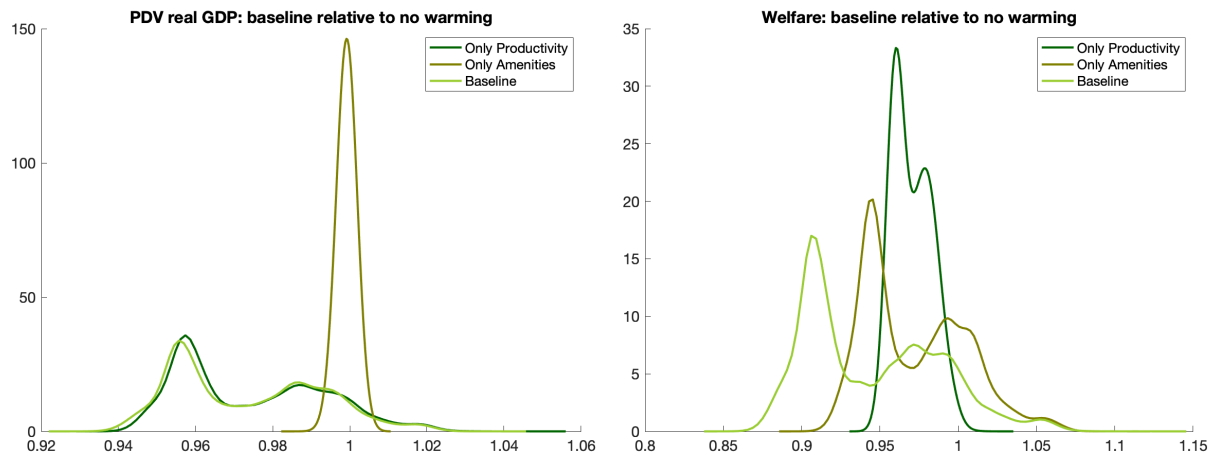 PDV real GDP: baseline relative to no warming
150
100
50
0
0.92 0.94 0.96 0.98 1 1.02 1.04 1.06
Only Productivity
Only Amenities
Baseline
Welfare: baseline relative to no warming
35
30
25
20
15
10
5
0
0.8 0.85 0.9 0.95 1 1.05 1.1 1.15
Only Productivity
Only Amenities
Baseline